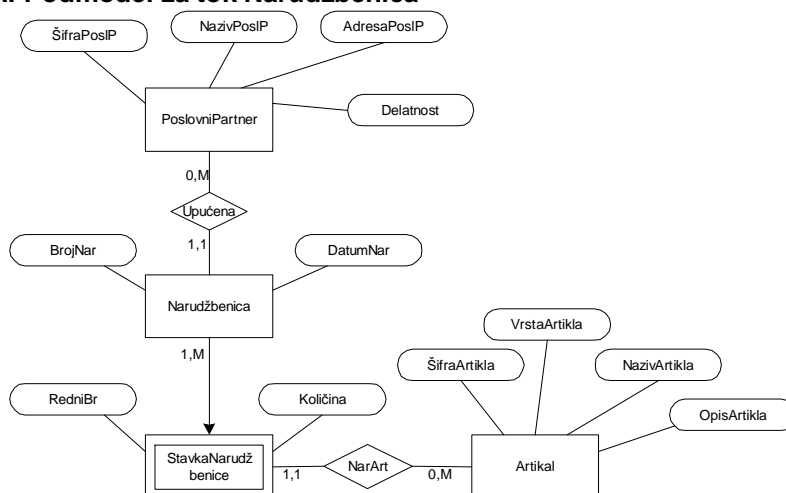 Podmodel za tok Narudžbenica
ŠifraPoslP
NazivPoslP
AdresaPoslP
PoslovniPartner
Delatnost
0,M
Upućena
1,1
BrojNar
DatumNar
Narudžbenica
1,M
VrstaArtikla
ŠifraArtikla
NazivArtikla
RedniBr
Količina
OpisArtikla
StavkaNarudž
benice
1,1
NarArt
0,M
Artikal